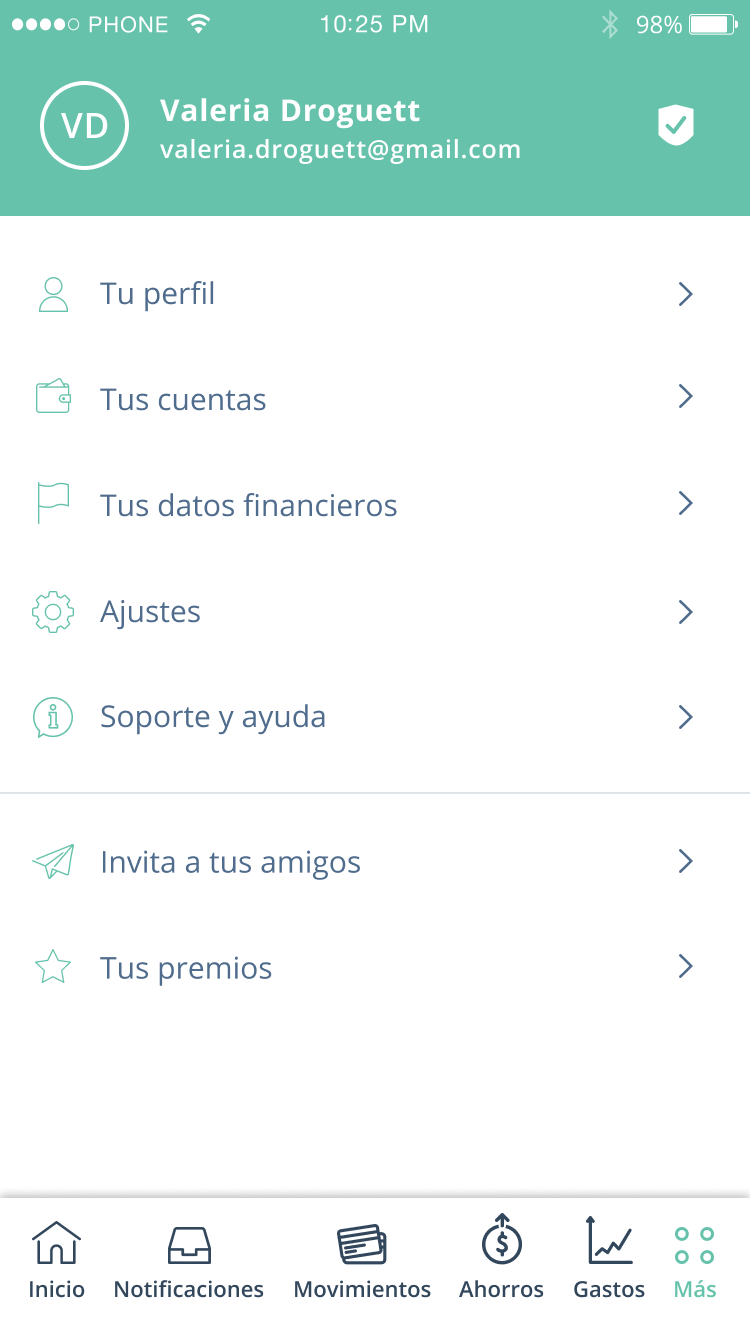 PHONE 10:25 PM 98%
VD
Valeria Droguett
valeria.droguett@gmail.com
Tu perfil
Tus cuentas
Tus datos financieros
Ajustes
Soporte y ayuda
Invita a tus amigos
Tus premios
$
Inicio Notificaciones Movimientos Ahorros Gastos Más